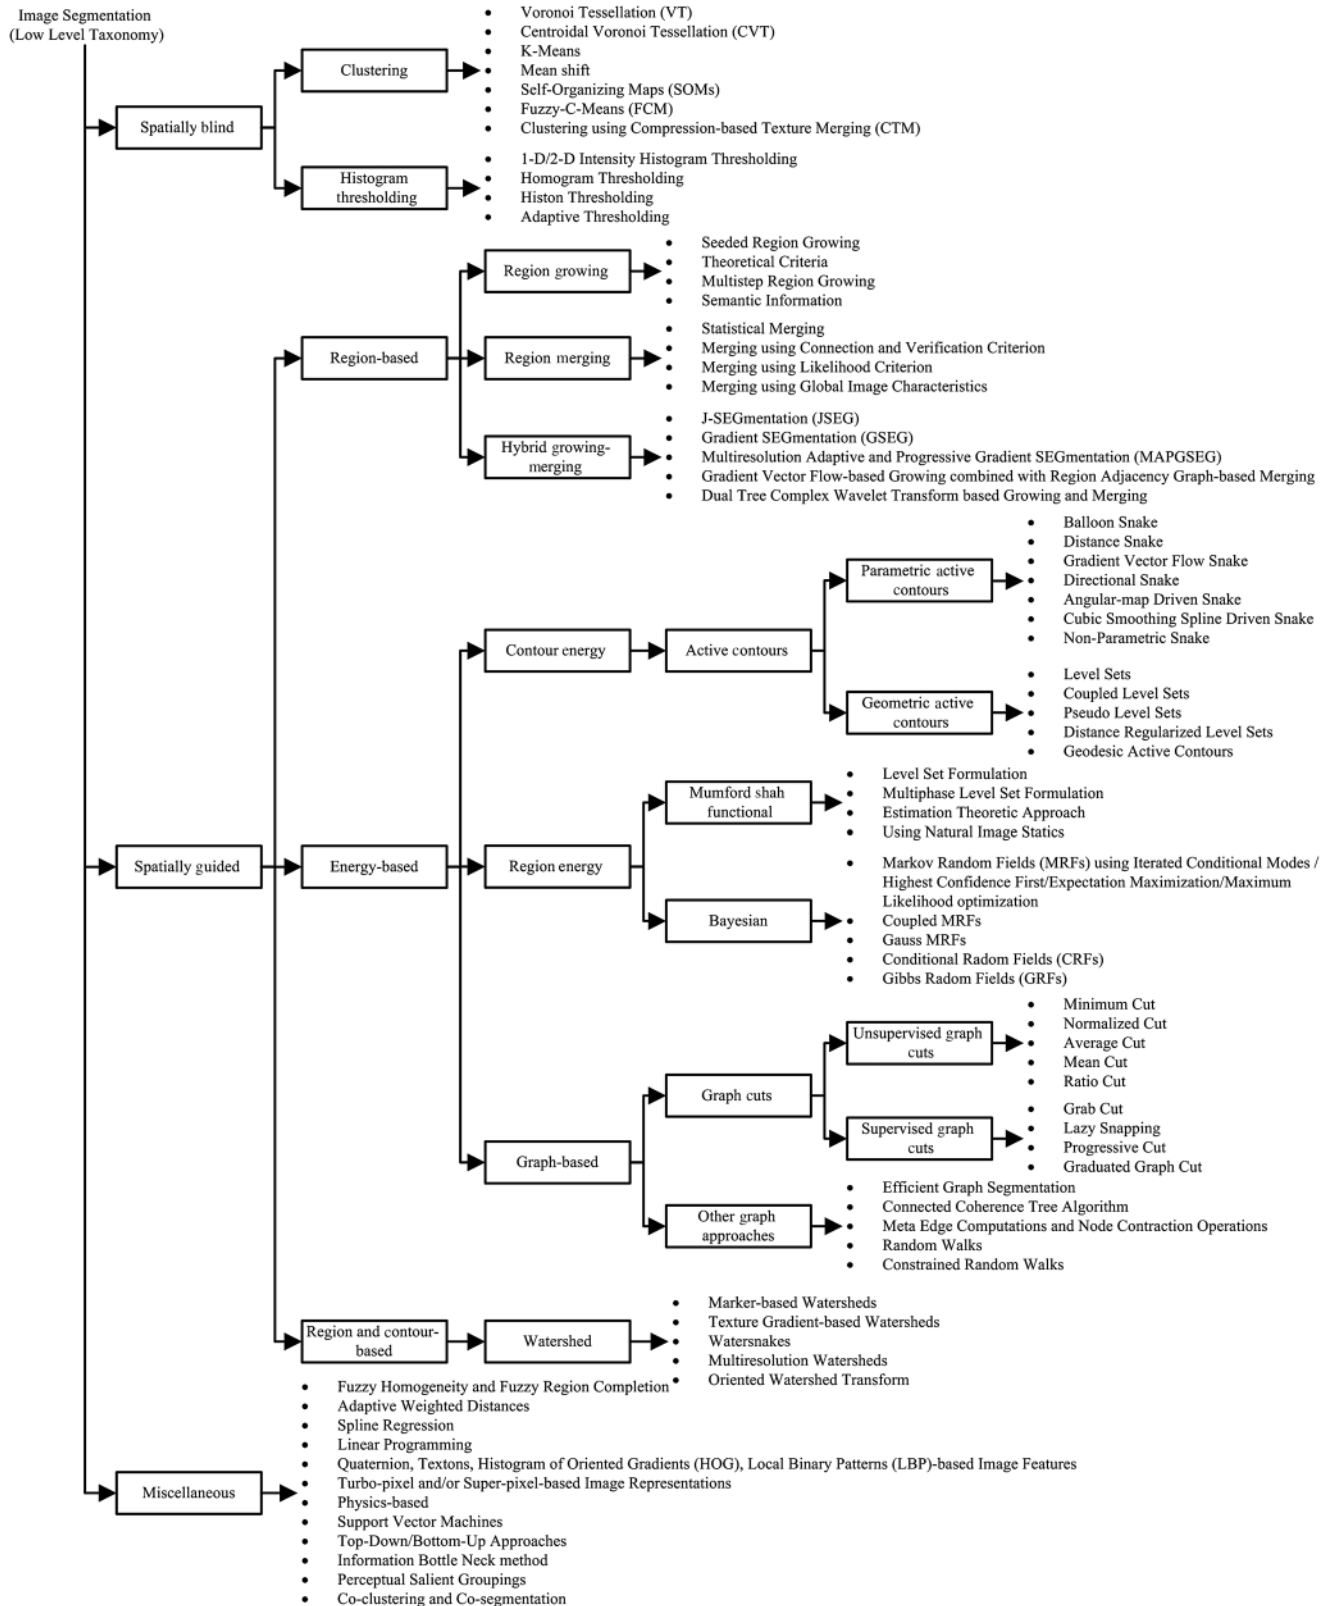 Image Segmentation
(Low Level Taxonomy)
Spatially blind
Clustering
• Voronoi Tessellation (VT)
• Centroidal Voronoi Tessellation (CVT)
• K-Means
• Mean shift
• Self-Organizing Maps (SOMs)
• Fuzzy-C-Means (FCM)
• Clustering using Compression-based Texture Merging (CTM)
Histogram
thresholding
• 1-D/2-D Intensity Histogram Thresholding
• Homogram Thresholding
• Histon Thresholding
• Adaptive Thresholding
Spatially guided
Region-based
Region growing
• Seeded Region Growing
• Theoretical Criteria
• Multistep Region Growing
• Semantic Information
Region merging
• Statistical Merging
• Merging using Connection and Verification Criterion
• Merging using Likelihood Criterion
• Merging using Global Image Characteristics
Hybrid growing-
merging
• J-SEGmentation (JSEG)
• Gradient SEGmentation (GSEG)
• Multiresolution Adaptive and Progressive Gradient SEGmentation (MAPGSEG)
• Gradient Vector Flow-based Growing combined with Region Adjacency Graph-based Merging
• Dual Tree Complex Wavelet Transform based Growing and Merging
Energy-based
Contour energy
Active contours
Parametric active
contours
• Balloon Snake
• Distance Snake
• Gradient Vector Flow Snake
• Directional Snake
• Angular-map Driven Snake
• Cubic Smoothing Spline Driven Snake
• Non-Parametric Snake
Geometric active
contours
• Level Sets
• Coupled Level Sets
• Pseudo Level Sets
• Distance Regularized Level Sets
• Geodesic Active Contours
Region energy
Mumford shah
functional
• Level Set Formulation
• Multiphase Level Set Formulation
• Estimation Theoretic Approach
• Using Natural Image Statics
Bayesian
• Markov Random Fields (MRFs) using Iterated Conditional Modes /
Highest Confidence First/Expectation Maximization/Maximum
Likelihood optimization
• Coupled MRFs
• Gauss MRFs
• Conditional Radom Fields (CRFs)
• Gibbs Radom Fields (GRFs)
Graph-based
Graph cuts
Unsupervised graph
cuts
• Minimum Cut
• Normalized Cut
• Average Cut
• Mean Cut
• Ratio Cut
Supervised graph
cuts
• Grab Cut
• Lazy Snapping
• Progressive Cut
• Graduated Graph Cut
Other graph
approaches
• Efficient Graph Segmentation
• Connected Coherence Tree Algorithm
• Meta Edge Computations and Node Contraction Operations
• Random Walks
• Constrained Random Walks
Region and contour-
based
Watershed
• Marker-based Watersheds
• Texture Gradient-based Watersheds
• Watersnakes
• Multiresolution Watersheds
• Oriented Watershed Transform
Miscellaneous
• Fuzzy Homogeneity and Fuzzy Region Completion
• Adaptive Weighted Distances
• Spline Regression
• Linear Programming
• Quaternion, Textons, Histogram of Oriented Gradients (HOG), Local Binary Patterns (LBP)-based Image Features
• Turbo-pixel and/or Super-pixel-based Image Representations
• Physics-based
• Support Vector Machines
• Top-Down/Bottom-Up Approaches
• Information Bottle Neck method
• Perceptual Salient Groupings
• Co-clustering and Co-segmentation